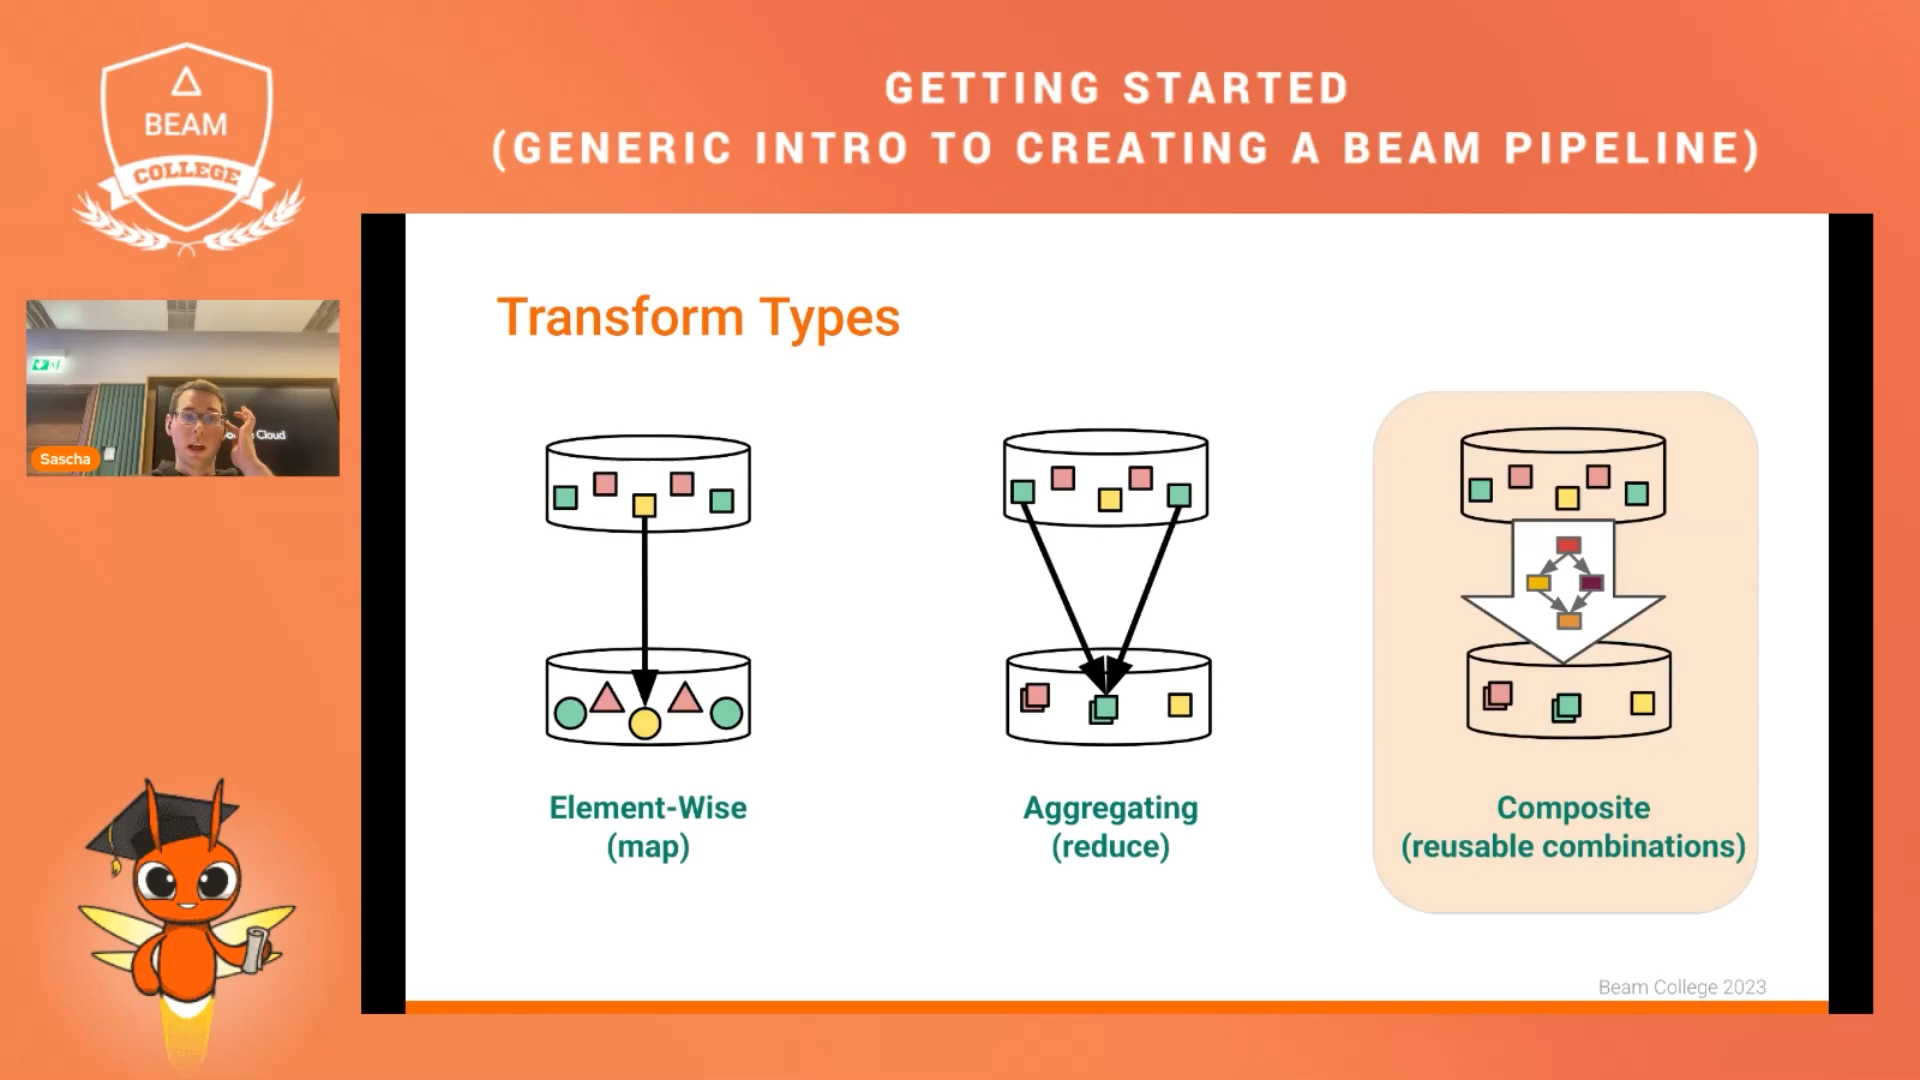 BEAM
COLLEGE
GETTING STARTED
(GENERIC INTRO TO CREATING A BEAM PIPELINE)
Transform Types
Cloud
Sascha
Element-Wise
(map)
Aggregating
(reduce)
Composite
(reusable combinations)
Beam College 2023